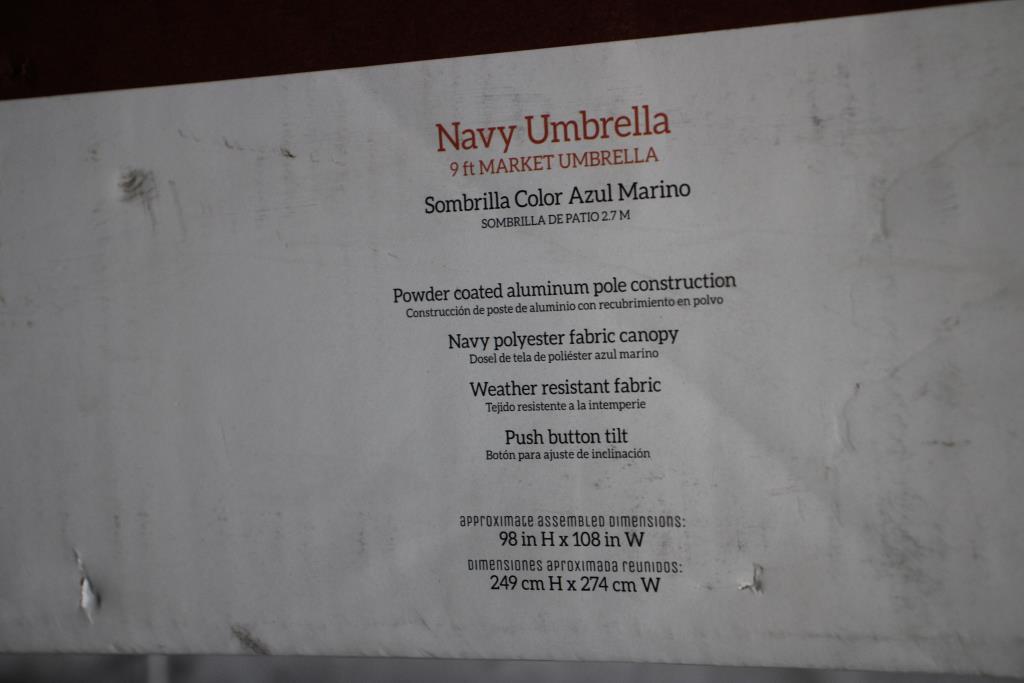 Navy Umbrella
9 ft MARKET UMBRELLA
Sombrilla Color Azul Marino
SOMBRILLA DE PATIO 2.7 M
Powder coated aluminum pole construction
Construcción de poste de aluminio con recubrimiento en polvo
Navy polyester fabric canopy
Dosel de tela de poliéster azul marino
Weather resistant fabric
Tejido resistente a la intemperie
Push button tilt
Botón para ajuste de inclinación
APPROXIMATE ASSEMBLED DIMENSIONS:
98 in H x 108 in W
DIMENSIONES APROXIMADA REUNIDOS:
249 cm H x 274 cm W